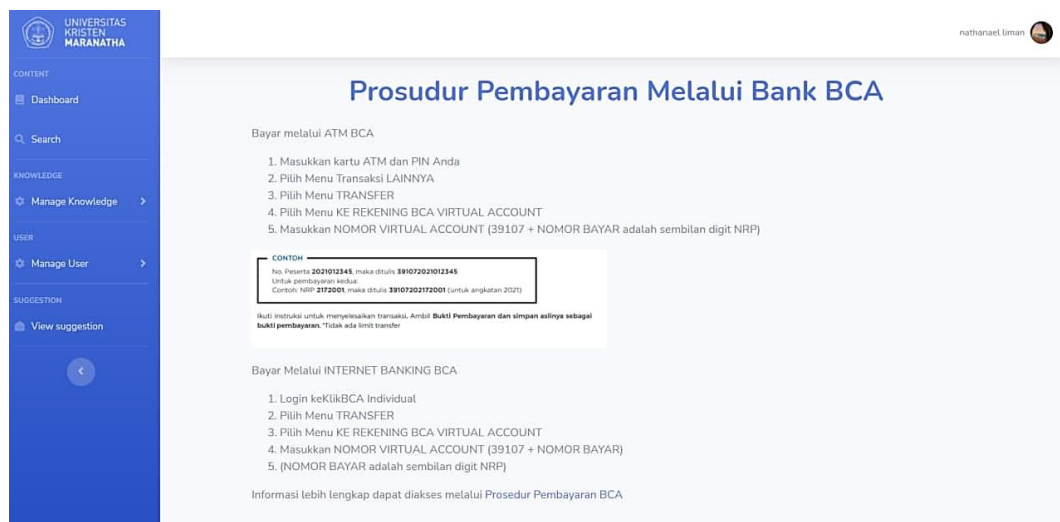 UNIVERSITAS
KRISTEN
MARANATHA
nathanael liman
CONTENT
Dashboard
Search
KNOWLEDGE
Manage Knowledge
USER
Manage User
SUGGESTION
View suggestion
Prosudur Pembayaran Melalui Bank BCA
Bayar melalui ATM BCA
1. Masukkan kartu ATM dan PIN Anda
2. Pilih Menu Transaksi LAINNYA
3. Pilih Menu TRANSFER
4. Pilih Menu KE REKENING BCA VIRTUAL ACCOUNT
5. Masukkan NOMOR VIRTUAL ACCOUNT (39107 + NOMOR BAYAR adalah sembilan digit NRP)
CONTOH
No. Peserta 2021012345, maka ditulis 391072021012345
Untuk pembayaran kedua:
Contoh: NRP 2172001, maka ditulis 39107202172001 (untuk angkatan 2021)
Ikuti instruksi untuk menyelesaikan transaksi. Ambil Bukti Pembayaran dan simpan aslinya sebagai
bukti pembayaran. *Tidak ada limit transfer
Bayar Melalui INTERNET BANKING BCA
1. Login keKlikBCA Individual
2. Pilih Menu TRANSFER
3. Pilih Menu KE REKENING BCA VIRTUAL ACCOUNT
4. Masukkan NOMOR VIRTUAL ACCOUNT (39107 + NOMOR BAYAR)
5. (NOMOR BAYAR adalah sembilan digit NRP)
Informasi lebih lengkap dapat diakses melalui Prosedur Pembayaran BCA